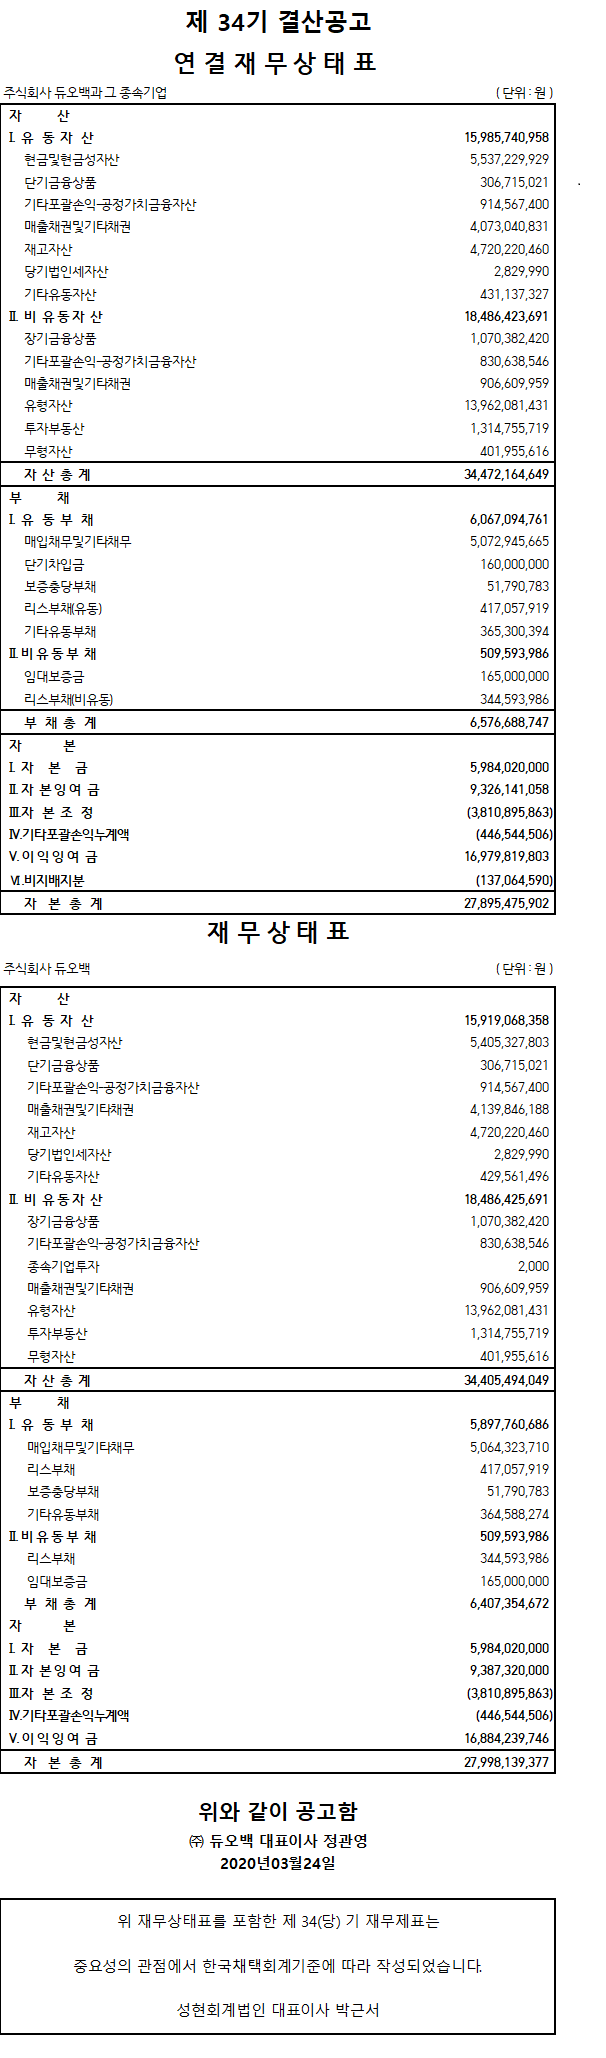 제 34기 결산공고
연 결 재 무 상 태 표
주식회사 듀오백과 그 종속기업 ( 단위 : 원 )
자 산
Ⅰ. 유 동 자 산 15,985,740,958
현금및현금성자산 5,537,229,929
단기금융상품 306,715,021
기타포괄손익-공정가치금융자산 914,567,400
매출채권및기타채권 4,073,040,831
재고자산 4,720,220,460
당기법인세자산 2,829,990
기타유동자산 431,137,327
Ⅱ. 비 유 동 자 산 18,486,423,691
장기금융상품 1,070,382,420
기타포괄손익-공정가치금융자산 830,638,546
매출채권및기타채권 906,609,959
유형자산 13,962,081,431
투자부동산 1,314,755,719
무형자산 401,955,616
자 산 총 계 34,472,164,649
부 채
Ⅰ. 유 동 부 채 6,067,094,761
매입채무및기타채무 5,072,945,665
단기차입금 160,000,000
보증충당부채 51,790,783
리스부채(유동) 417,057,919
기타유동부채 365,300,394
Ⅱ. 비 유 동 부 채 509,593,986
임대보증금 165,000,000
리스부채(비유동) 344,593,986
부 채 총 계 6,576,688,747
자 본
Ⅰ. 자 본 금 5,984,020,000
Ⅱ. 자 본 잉 여 금 9,326,141,058
Ⅲ.자 본 조 정 (3,810,895,863)
Ⅳ.기타포괄손익누계액 (446,544,506)
Ⅴ. 이 익 잉 여 금 16,979,819,803
Ⅵ.비지배지분 (137,064,590)
자 본 총 계 27,895,475,902
재 무 상 태 표
주식회사 듀오백 ( 단위 : 원 )
자 산
Ⅰ. 유 동 자 산 15,919,068,358
현금및현금성자산 5,405,327,803
단기금융상품 306,715,021
기타포괄손익-공정가치금융자산 914,567,400
매출채권및기타채권 4,139,846,188
재고자산 4,720,220,460
당기법인세자산 2,829,990
기타유동자산 429,561,496
Ⅱ. 비 유 동 자 산 18,486,425,691
장기금융상품 1,070,382,420
기타포괄손익-공정가치금융자산 830,638,546
종속기업투자 2,000
매출채권및기타채권 906,609,959
유형자산 13,962,081,431
투자부동산 1,314,755,719
무형자산 401,955,616
자 산 총 계 34,405,494,049
부 채
Ⅰ. 유 동 부 채 5,897,760,686
매입채무및기타채무 5,064,323,710
리스부채 417,057,919
보증충당부채 51,790,783
기타유동부채 364,588,274
Ⅱ. 비 유 동 부 채 509,593,986
리스부채 344,593,986
임대보증금 165,000,000
부 채 총 계 6,407,354,672
자 본
Ⅰ. 자 본 금 5,984,020,000
Ⅱ. 자 본 잉 여 금 9,387,320,000
Ⅲ.자 본 조 정 (3,810,895,863)
Ⅳ.기타포괄손익누계액 (446,544,506)
Ⅴ. 이 익 잉 여 금 16,884,239,746
자 본 총 계 27,998,139,377
위와 같이 공고함
㈜ 듀오백 대표이사 정관영
2020년03월24일
위 재무상태표를 포함한 제 34(당) 기 재무제표는
중요성의 관점에서 한국채택회계기준에 따라 작성되었습니다.
성현회계법인 대표이사 박근서